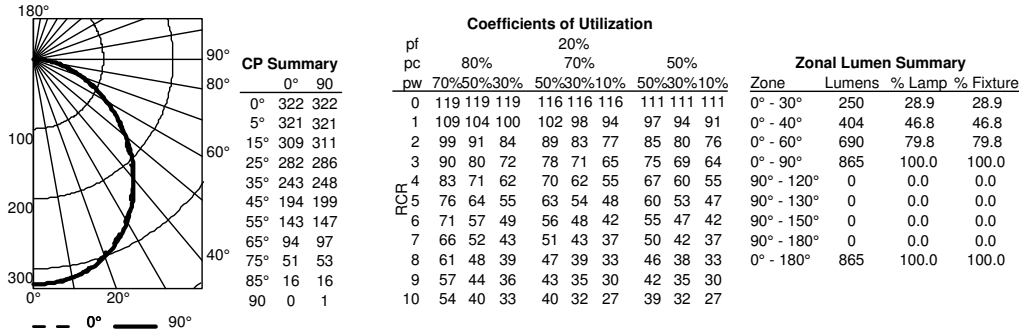 180°
90°
80°
60°
40°
100
200
300
0° 20°
0° 90°
CP Summary
0° 90
0° 322 322
5° 321 321
15° 309 311
25° 282 286
35° 243 248
45° 194 199
55° 143 147
65° 94 97
75° 51 53
85° 16 16
90 0 1
Coefficients of Utilization
pf 20%
pc 80% 70% 50%
pw 70%50%30% 50%30%10% 50%30%10%
RCR
0 119 119 119 116 116 116 111 111 111
1 109 104 100 102 98 94 97 94 91
2 99 91 84 89 83 77 85 80 76
3 90 80 72 78 71 65 75 69 64
4 83 71 62 70 62 55 67 60 55
5 76 64 55 63 54 48 60 53 47
6 71 57 49 56 48 42 55 47 42
7 66 52 43 51 43 37 50 42 37
8 61 48 39 47 39 33 46 38 33
9 57 44 36 43 35 30 42 35 30
10 54 40 33 40 32 27 39 32 27
Zonal Lumen Summary
Zone Lumens % Lamp % Fixture
0° - 30° 250 28.9 28.9
0° - 40° 404 46.8 46.8
0° - 60° 690 79.8 79.8
0° - 90° 865 100.0 100.0
90° - 120° 0 0.0 0.0
90° - 130° 0 0.0 0.0
90° - 150° 0 0.0 0.0
90° - 180° 0 0.0 0.0
0° - 180° 865 100.0 100.0